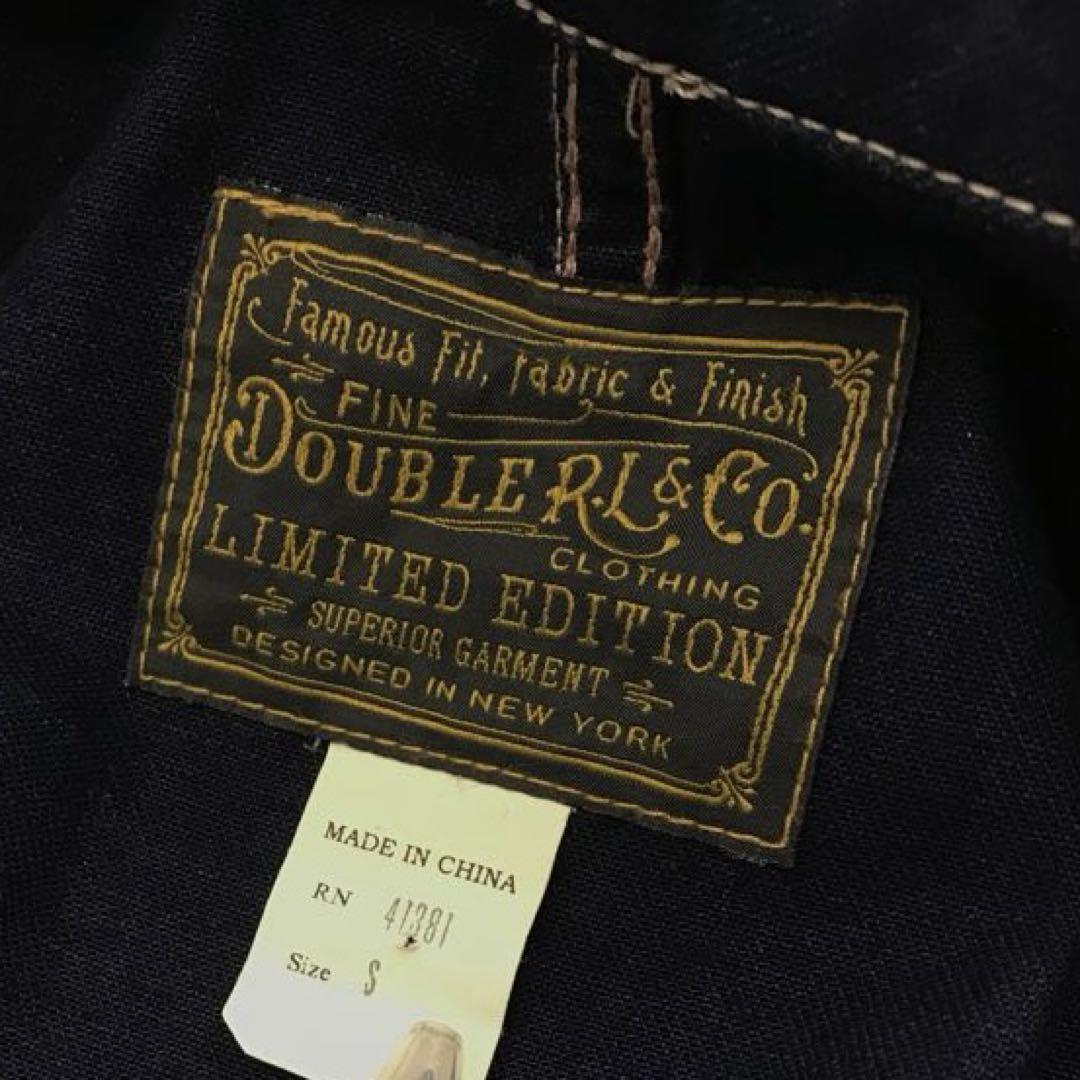 Famous Fit, Fabric & Finish
FINE
DOUBLE R.L & Co.
CLOTHING
LIMITED EDITION
SUPERIOR GARMENT
DESIGNED IN NEW YORK
MADE IN CHINA
RN 41381
Size S